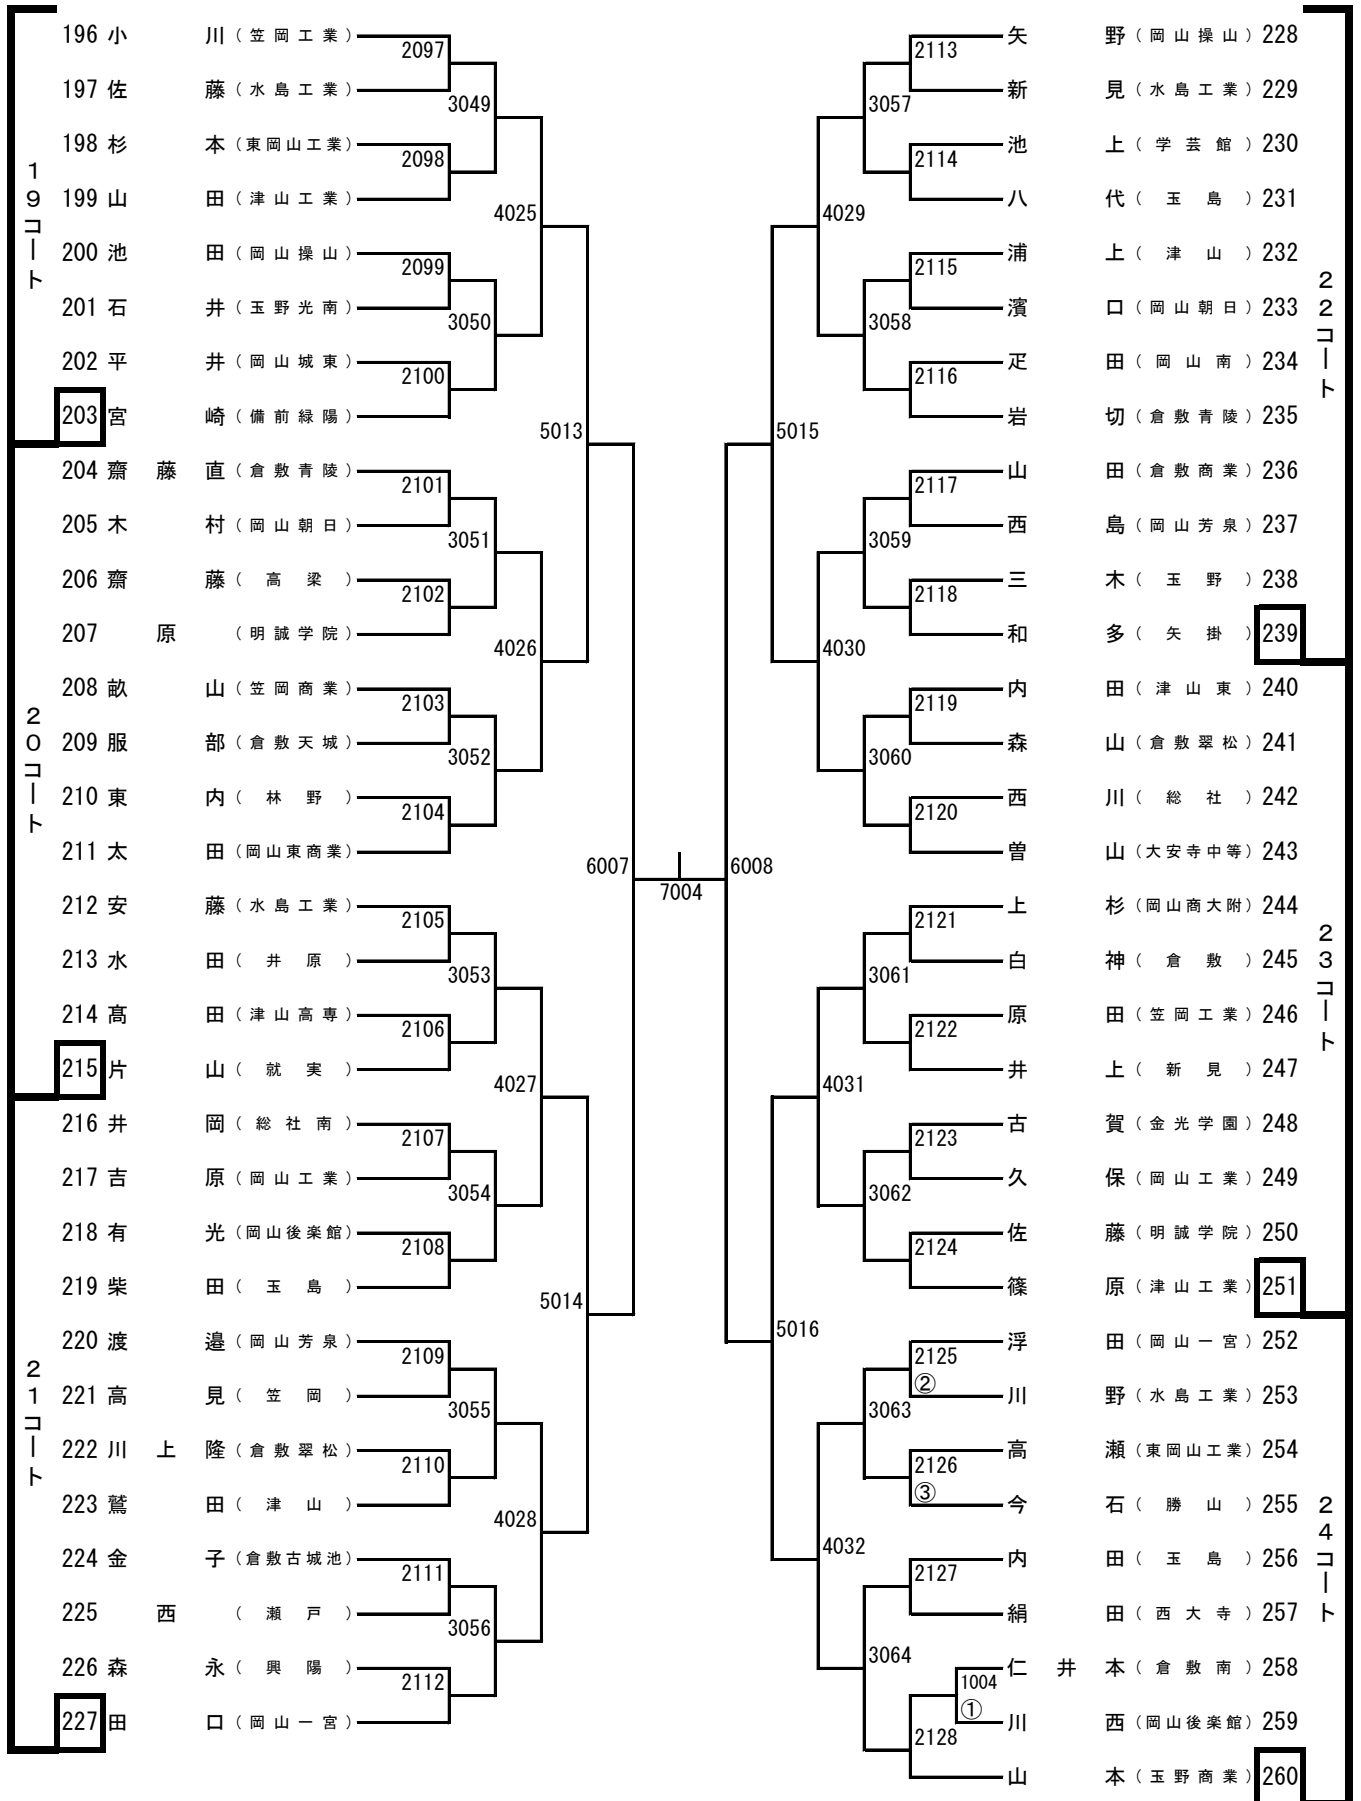 19コート
196 小川（笠岡工業）
2097
197 佐藤（水島工業）
3049
198 杉本（東岡山工業）
2098
199 山田（津山工業）
4025
200 池田（岡山操山）
2099
201 石井（玉野光南）
3050
202 平井（岡山城東）
2100
203 宮崎（備前緑陽）
5013
20コート
204 齋藤直（倉敷青陵）
2101
205 木村（岡山朝日）
3051
206 齋藤（高梁）
2102
207 原（明誠学院）
4026
208 畝山（笠岡商業）
2103
209 服部（倉敷天城）
3052
210 東内（林野）
2104
211 太田（岡山東商業）
6007
212 安藤（水島工業）
2105
213 水田（井原）
3053
214 髙田（津山高専）
2106
215 片山（就実）
4027
21コート
216 井岡（総社南）
2107
217 吉原（岡山工業）
3054
218 有光（岡山後楽館）
2108
219 柴田（玉島）
5014
220 渡邉（岡山芳泉）
2109
221 高見（笠岡）
3055
222 川上隆（倉敷翠松）
2110
223 鷲田（津山）
4028
224 金子（倉敷古城池）
2111
225 西（瀬戸）
3056
226 森永（興陽）
2112
227 田口（岡山一宮）
7004
22コート
矢野（岡山操山）228
2113
新見（水島工業）229
3057
池上（学芸館）230
2114
八代（玉島）231
4029
浦上（津山）232
2115
濱口（岡山朝日）233
3058
疋田（岡山南）234
2116
岩切（倉敷青陵）235
5015
山田（倉敷商業）236
2117
西島（岡山芳泉）237
3059
三木（玉野）238
2118
和多（矢掛）239
4030
23コート
内田（津山東）240
2119
森山（倉敷翠松）241
3060
西川（総社）242
2120
曽山（大安寺中等）243
6008
上杉（岡山商大附）244
2121
白神（倉敷）245
3061
原田（笠岡工業）246
2122
井上（新見）247
4031
古賀（金光学園）248
2123
久保（岡山工業）249
3062
佐藤（明誠学院）250
2124
篠原（津山工業）251
5016
24コート
浮田（岡山一宮）252
2125
②
川野（水島工業）253
3063
高瀬（東岡山工業）254
2126
③
今石（勝山）255
4032
内田（玉島）256
2127
絹田（西大寺）257
3064
仁井本（倉敷南）258
1004
①
川西（岡山後楽館）259
2128
山本（玉野商業）260